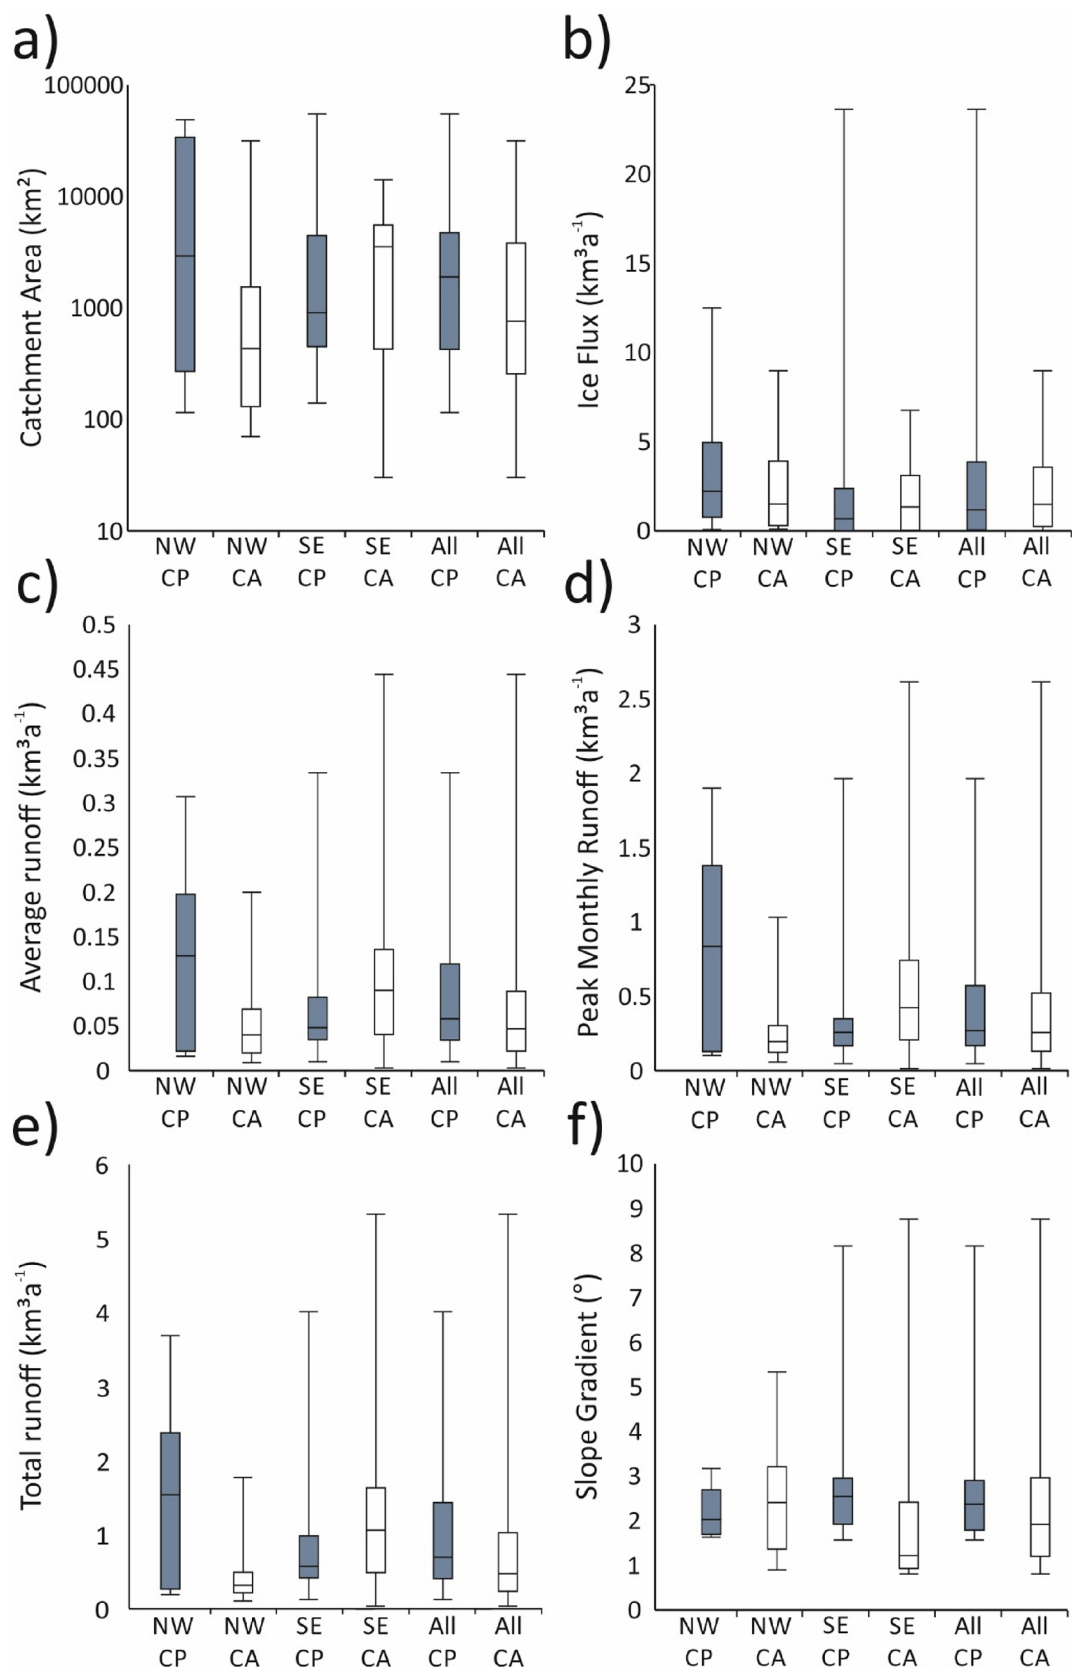 a)
Catchment Area (km²)
100000
10000
1000
100
10
NW NW SE SE All All
CP CA CP CA CP CA
b)
Ice Flux (km³a⁻¹)
25
20
15
10
5
0
NW NW SE SE All All
CP CA CP CA CP CA
c)
Average runoff (km³a⁻¹)
0.5
0.45
0.4
0.35
0.3
0.25
0.2
0.15
0.1
0.05
0
NW NW SE SE All All
CP CA CP CA CP CA
d)
Peak Monthly Runoff (km³a⁻¹)
3
2.5
2
1.5
1
0.5
0
NW NW SE SE All All
CP CA CP CA CP CA
e)
Total runoff (km³a⁻¹)
6
5
4
3
2
1
0
NW NW SE SE All All
CP CA CP CA CP CA
f)
Slope Gradient (°)
10
9
8
7
6
5
4
3
2
1
0
NW NW SE SE All All
CP CA CP CA CP CA